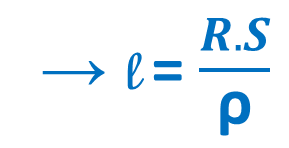 → ℓ = R.S / ρ